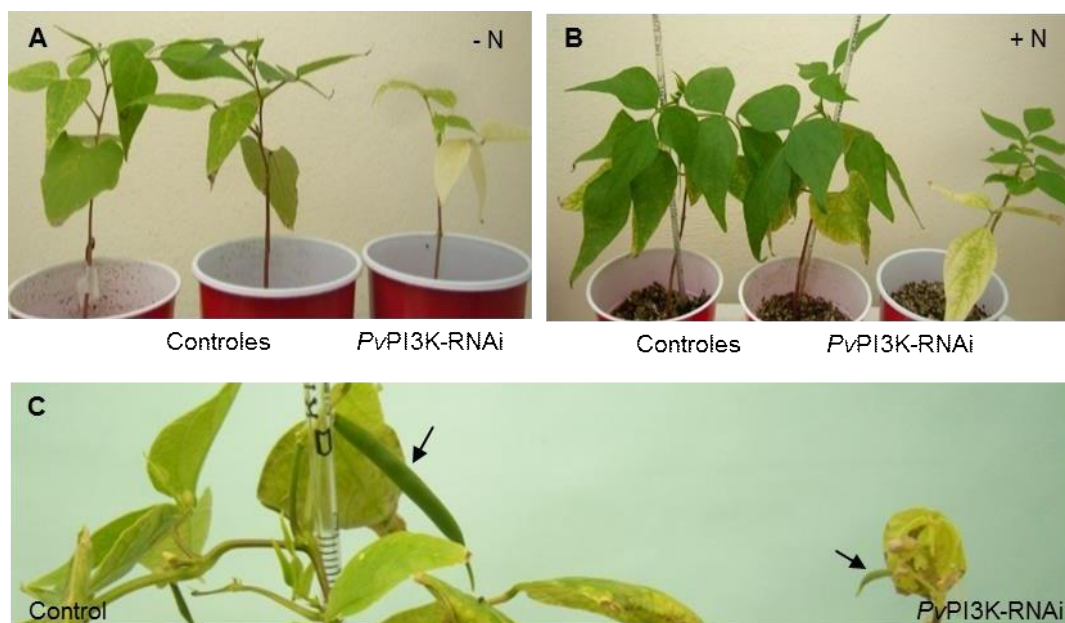 A
- N
B
+ N
Controles
PvPI3K-RNAi
Controles
PvPI3K-RNAi
C
Control
PvPI3K-RNAi